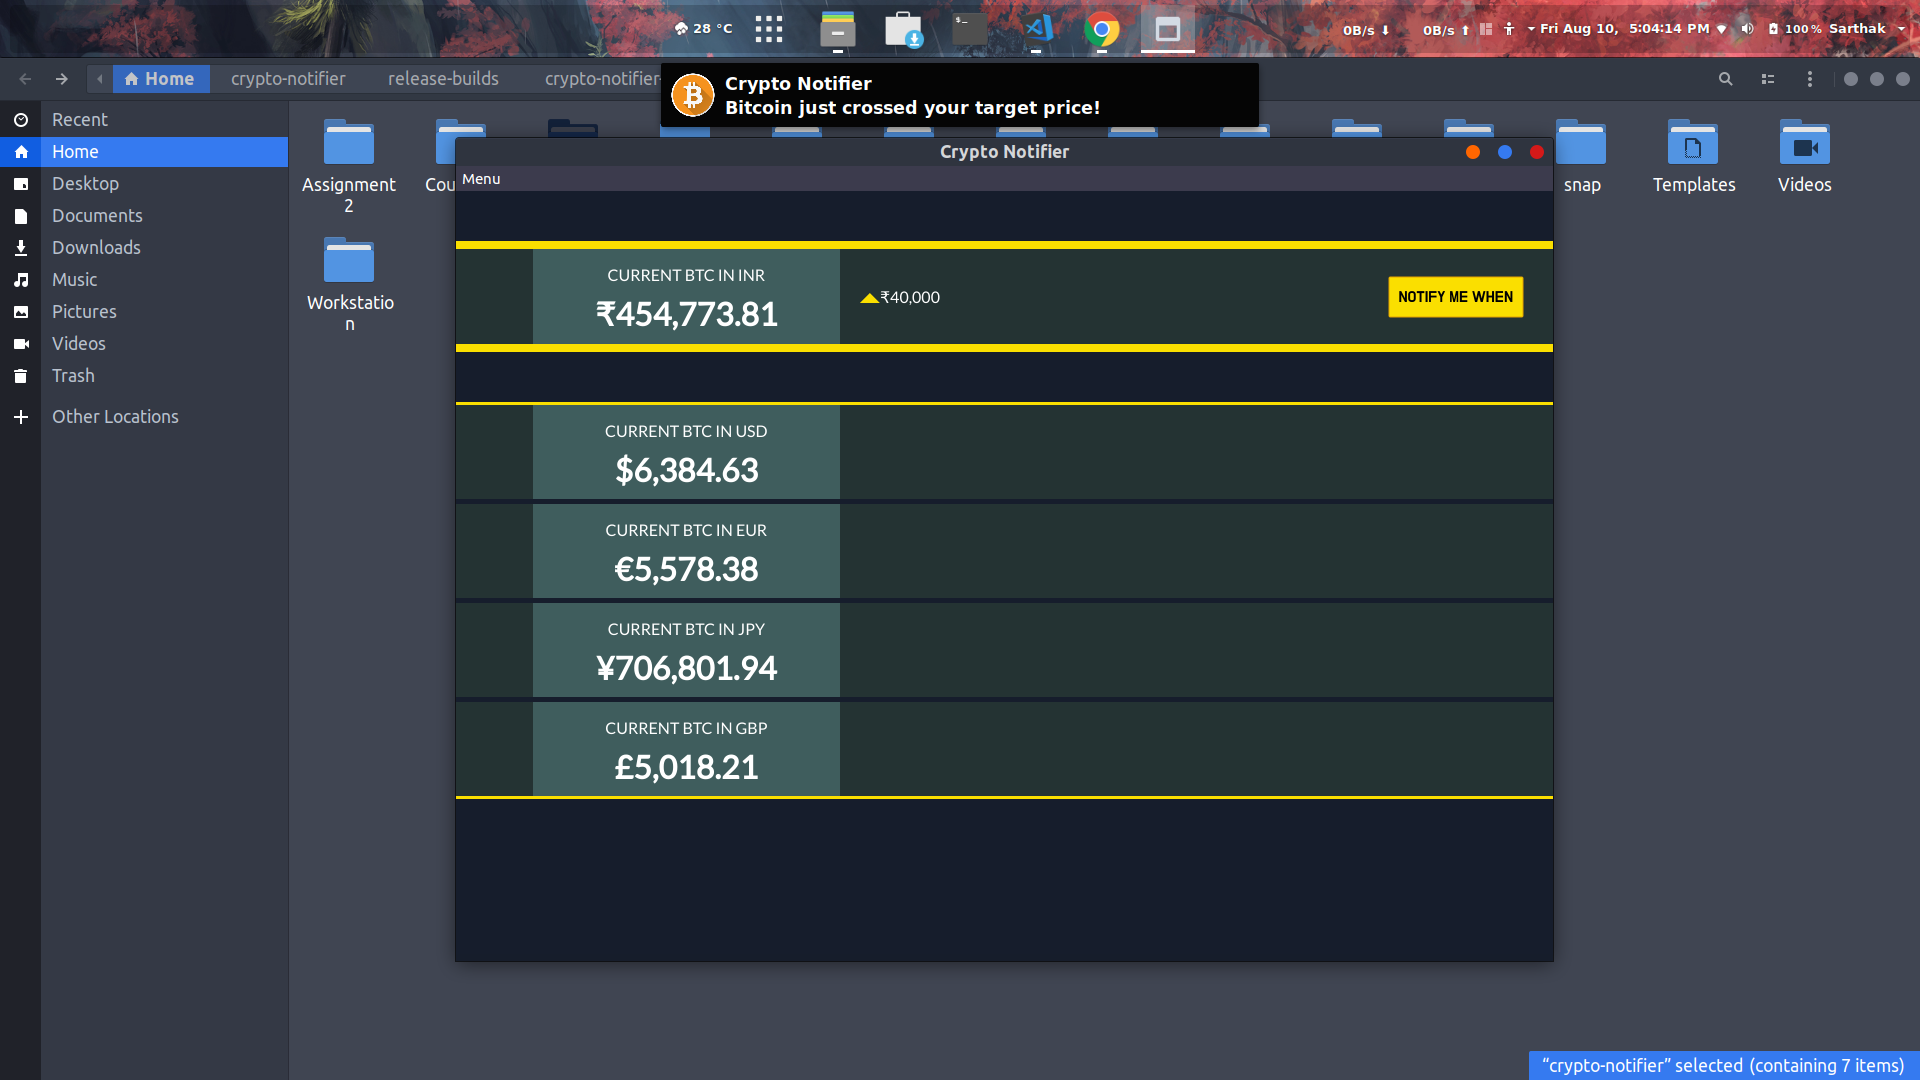 28 °C
0B/s
0B/s
Fri Aug 10, 5:04:14 PM
100%
Sarthak
Home
crypto-notifier
release-builds
crypto-notifier-
Crypto Notifier
Bitcoin just crossed your target price!
Recent
Home
Desktop
Documents
Downloads
Music
Pictures
Videos
Trash
Other Locations
Assignment
2
Cou
snap
Templates
Videos
Workstatio
n
Crypto Notifier
Menu
CURRENT BTC IN INR
₹454,773.81
₹40,000
NOTIFY ME WHEN
CURRENT BTC IN USD
$6,384.63
CURRENT BTC IN EUR
€5,578.38
CURRENT BTC IN JPY
¥706,801.94
CURRENT BTC IN GBP
£5,018.21
“crypto-notifier” selected (containing 7 items)